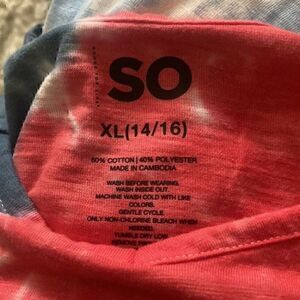 SO
XL(14/16)
60% COTTON | 40% POLYESTER
MADE IN CAMBODIA
WASH BEFORE WEARING.
WASH INSIDE OUT.
MACHINE WASH COLD WITH LIKE
COLORS.
GENTLE CYCLE.
ONLY NON-CHLORINE BLEACH WHEN
NEEDED.
TUMBLE DRY LOW.
REMOVE